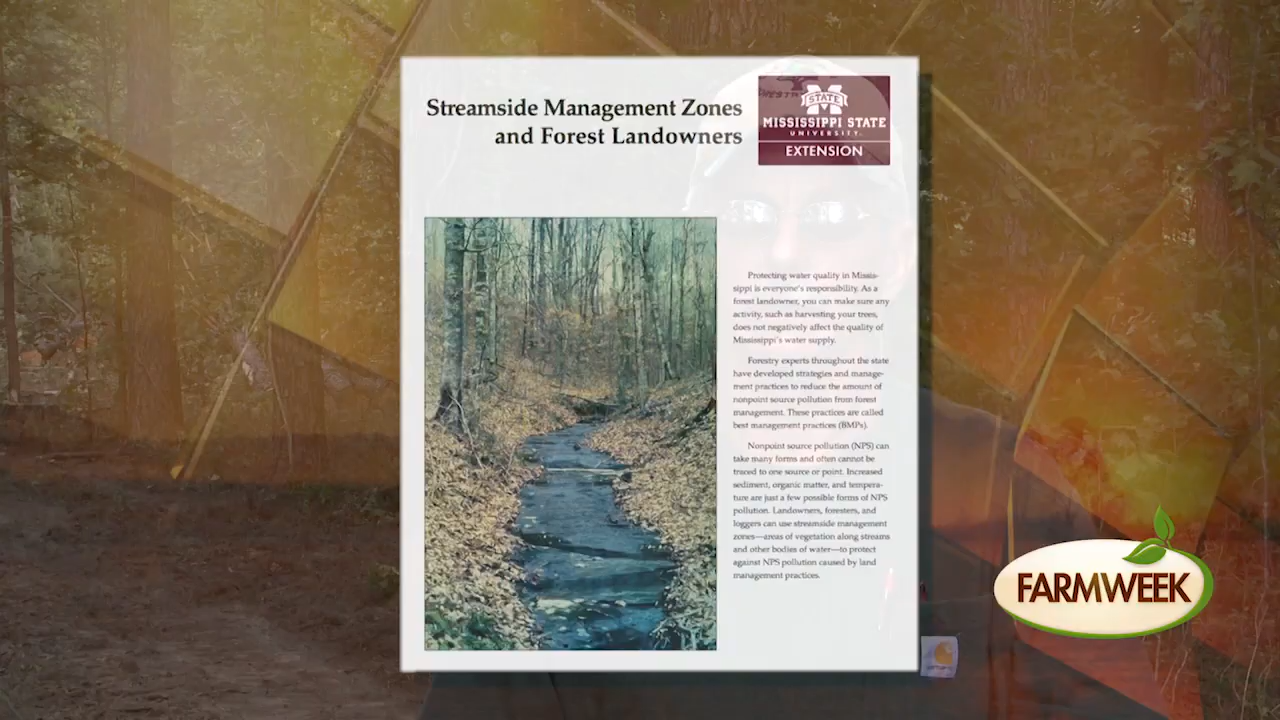 Streamside Management Zones
and Forest Landowners
STATE
MISSISSIPPI STATE
UNIVERSITY
EXTENSION
Protecting water quality in Missis-
sippi is everyone's responsibility. As a
forest landowner, you can make sure any
activity, such as harvesting your trees,
does not negatively affect the quality of
Mississippi's water supply.
Forestry experts throughout the state
have developed strategies and manage-
ment practices to reduce the amount of
nonpoint source pollution from forest
management. These practices are called
best management practices (BMPs).
Nonpoint source pollution (NPS) can
take many forms and often cannot be
traced to one source or point. Increased
sediment, organic matter, and tempera-
ture are just a few possible forms of NPS
pollution. Landowners, foresters, and
loggers can use streamside management
zones—areas of vegetation along streams
and other bodies of water—to protect
against NPS pollution caused by land
management practices.
FARMWEEK